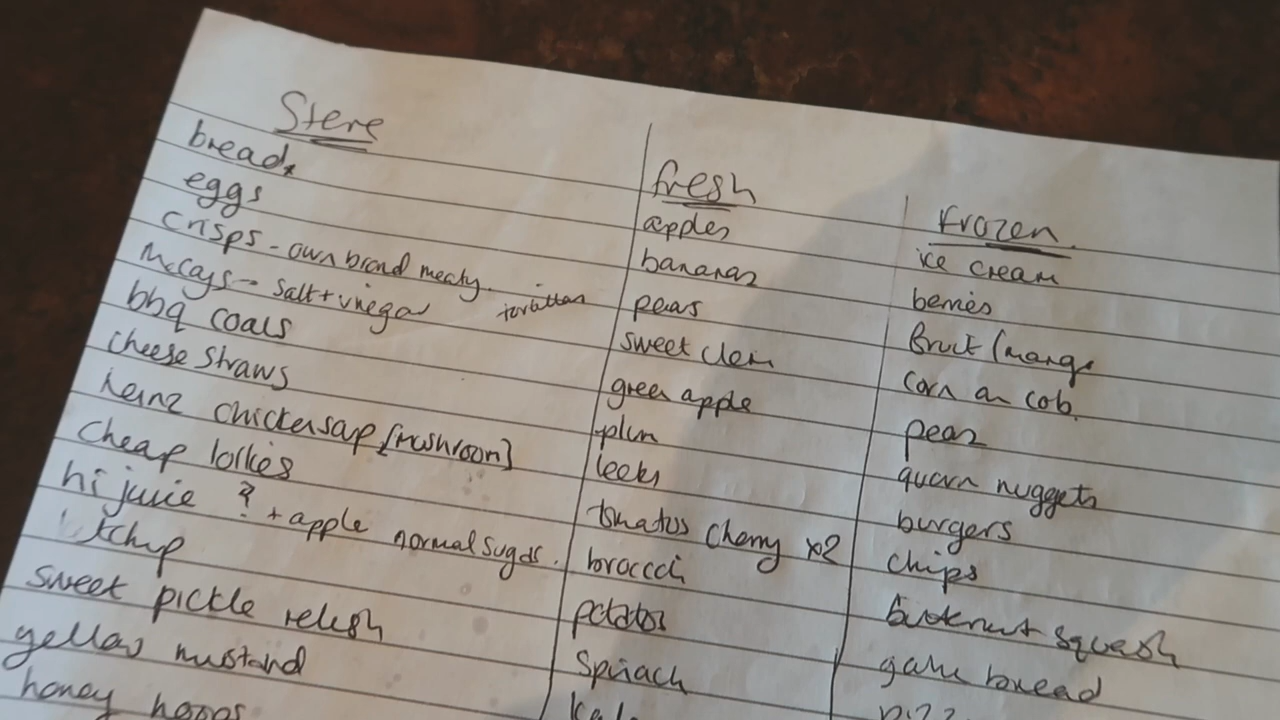 Store
bread
eggs
crisps - own brand meaty.
McCoys - salt + vinegar
bbq coals
cheese straws
heinz chicken soup [mushroom]
cheap lollies
hi juice ? + apple normal sugar.
tchup
sweet pickle relish
yellow mustard
honey hoops
fresh
apples
bananas
pears
sweet clem
green apple
plum
leeks
tomatoes cherry x2
broccoli
potatos
Spinach
Frozen
ice cream
berries
fruit (mango
corn on cob
peas
quorn nuggets
burgers
chips
butternut squash
garlic bread